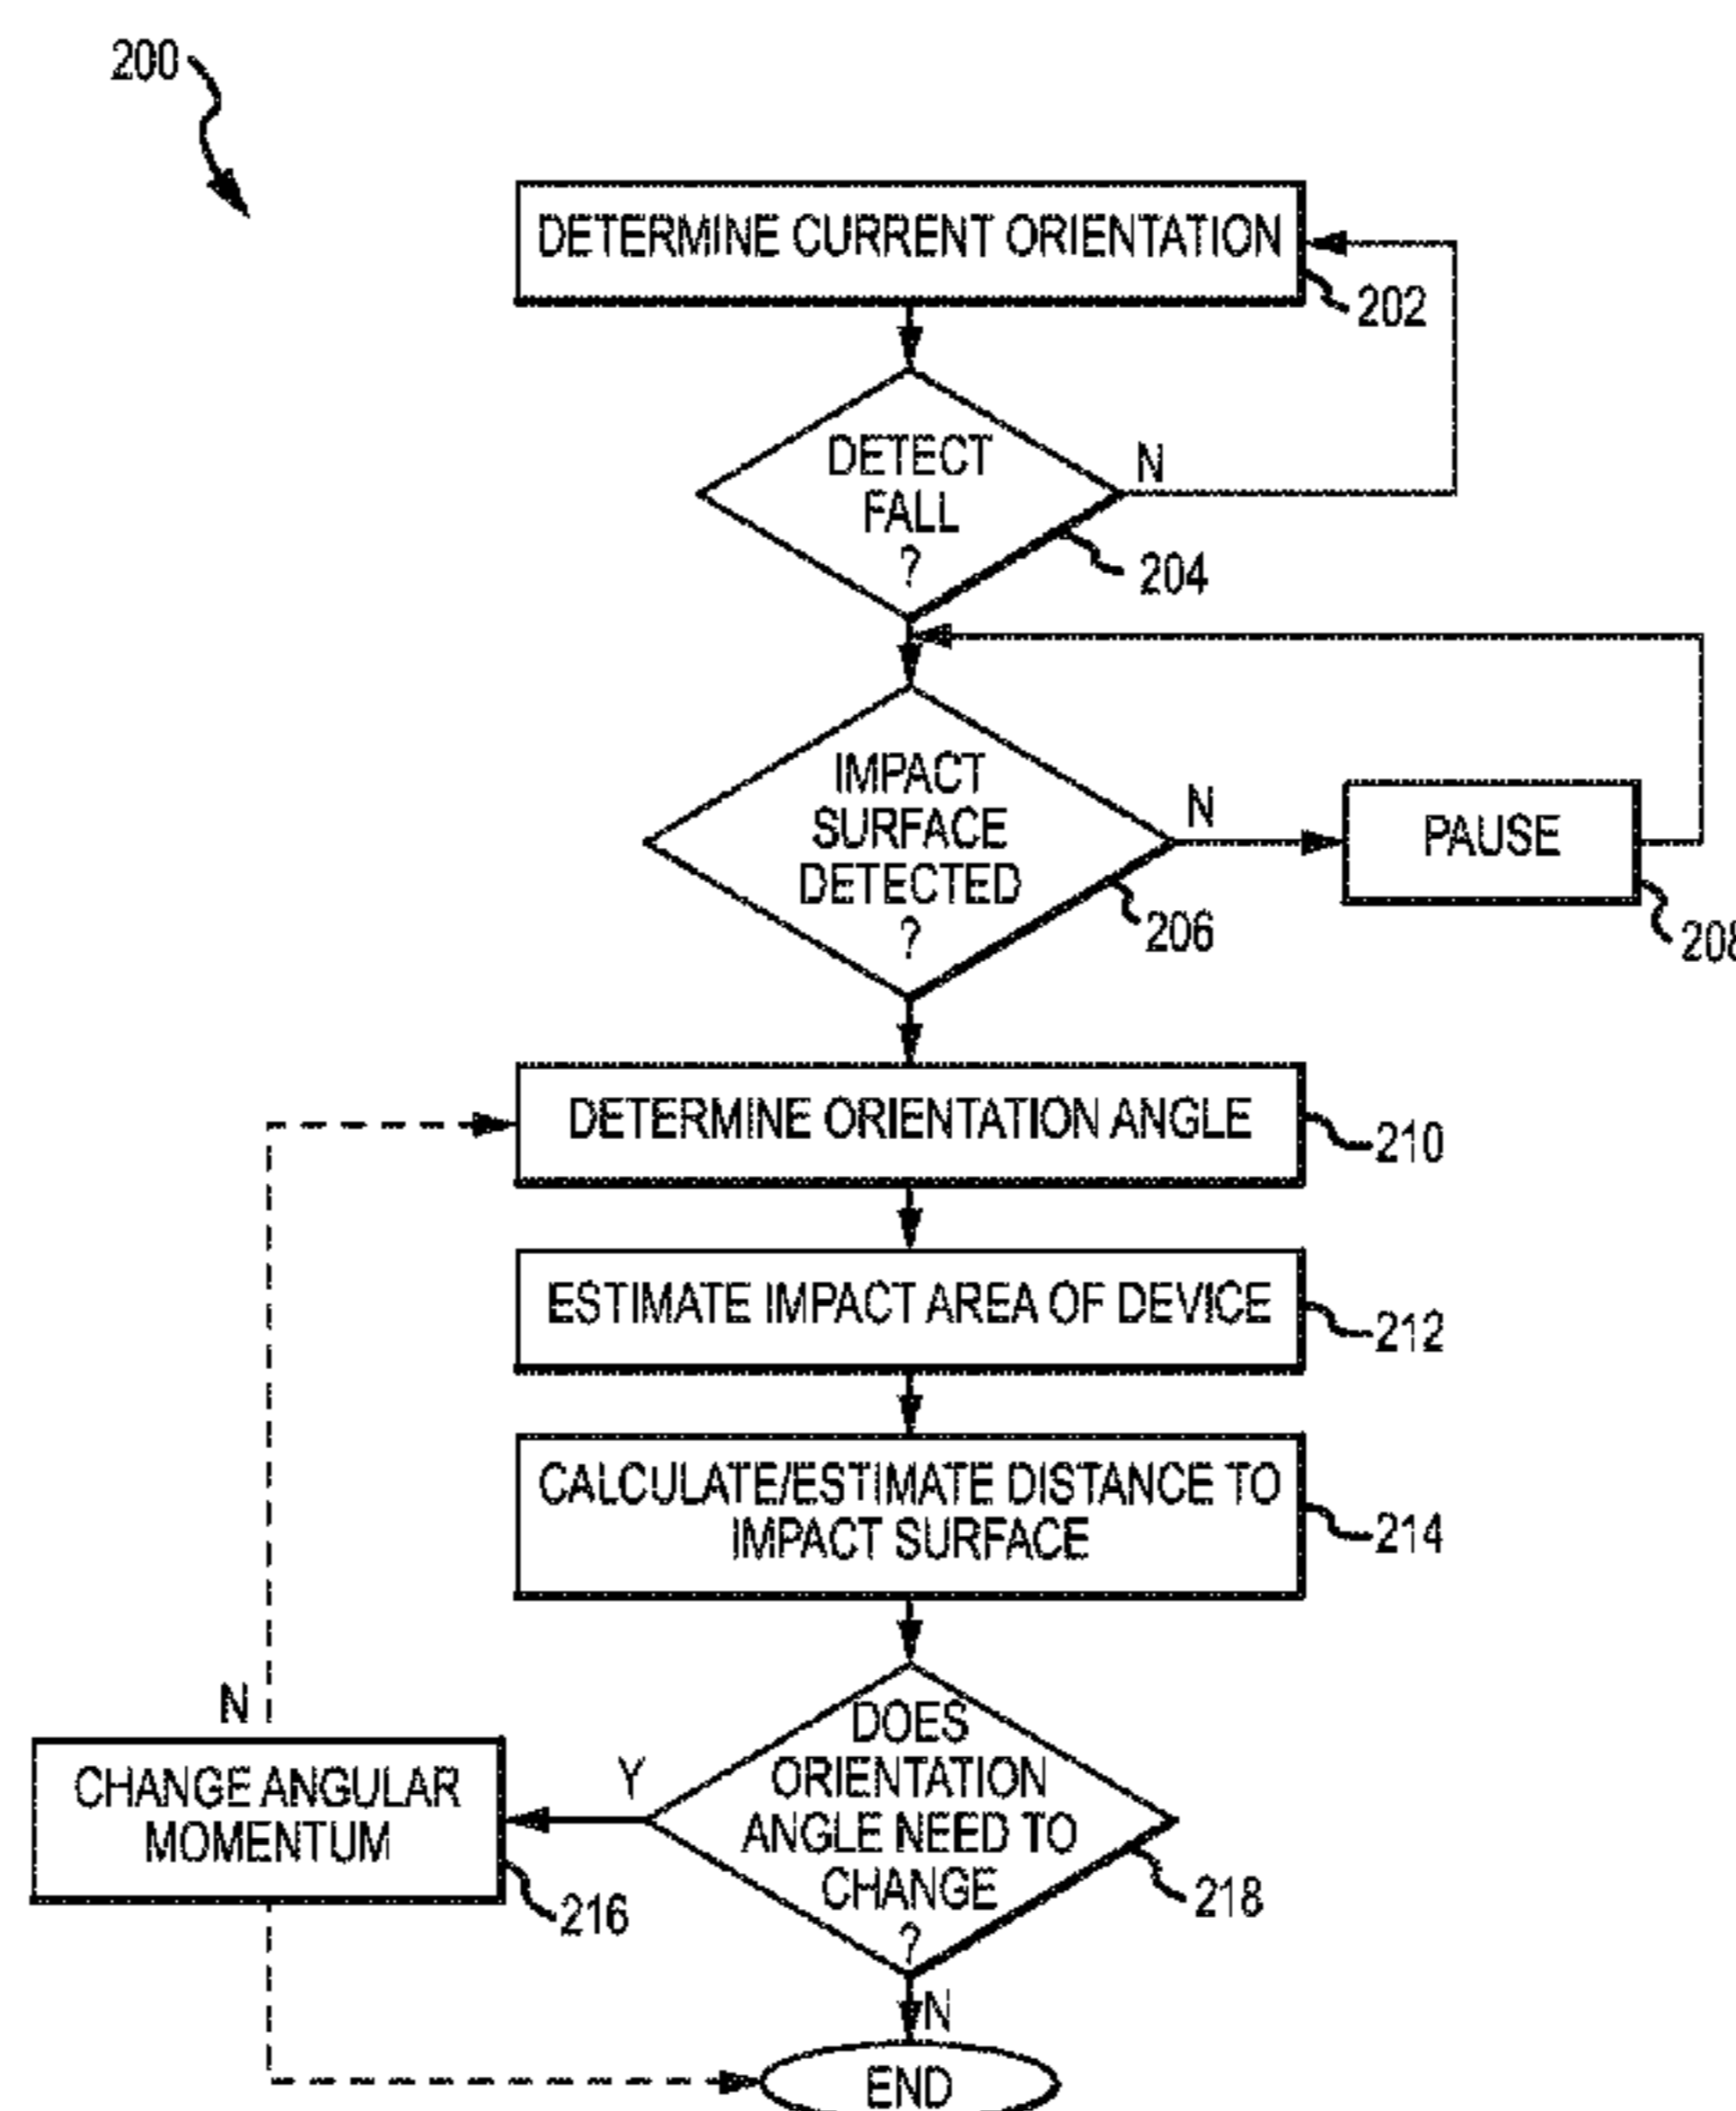 200
DETERMINE CURRENT ORIENTATION
202
DETECT
FALL
?
N
204
IMPACT
SURFACE
DETECTED
?
N
206
PAUSE
208
DETERMINE ORIENTATION ANGLE
210
ESTIMATE IMPACT AREA OF DEVICE
212
CALCULATE/ESTIMATE DISTANCE TO
IMPACT SURFACE
214
DOES
ORIENTATION
ANGLE NEED TO
CHANGE
?
218
Y
N
CHANGE ANGULAR
MOMENTUM
216
N
END